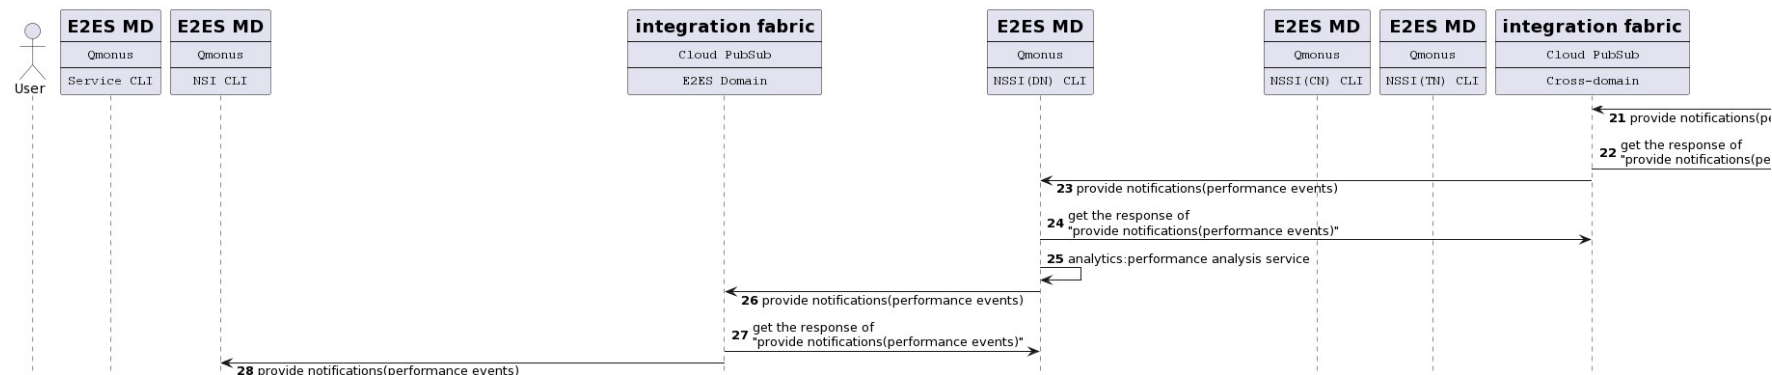 E2ES MD
Qmonus
Service CLI
E2ES MD
Qmonus
NSI CLI
integration fabric
Cloud PubSub
E2ES Domain
E2ES MD
Qmonus
NSSI(DN) CLI
E2ES MD
Qmonus
NSSI(CN) CLI
E2ES MD
Qmonus
NSSI(TN) CLI
integration fabric
Cloud PubSub
Cross-domain
User
21 provide notifications(pe
22 get the response of
"provide notifications(pe
23 provide notifications(performance events)
24 get the response of
"provide notifications(performance events)"
25 analytics:performance analysis service
26 provide notifications(performance events)
27 get the response of
"provide notifications(performance events)"
28 provide notifications(performance events)